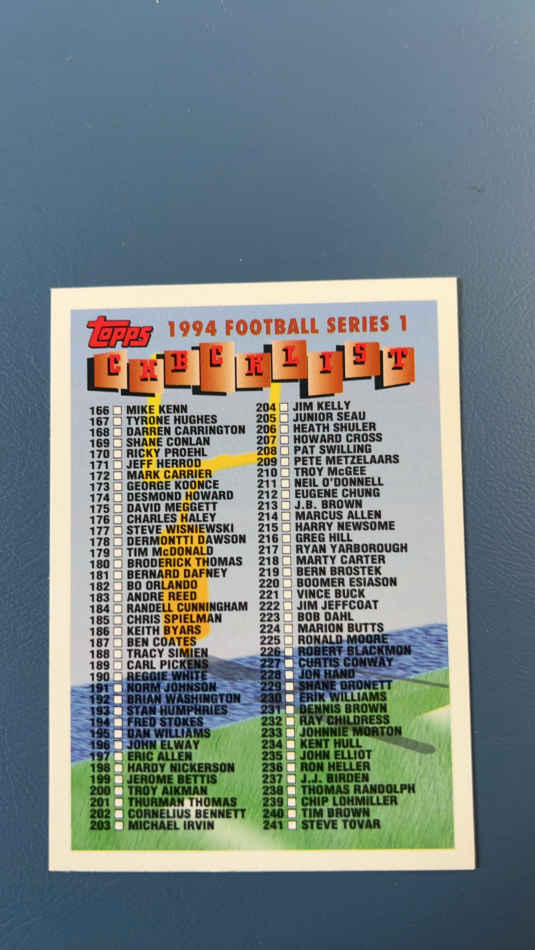 Topps 1994 FOOTBALL SERIES 1
CHECKLIST
166 MIKE KENN
167 TYRONE HUGHES
168 DARREN CARRINGTON
169 SHANE CONLAN
170 RICKY PROEHL
171 JEFF HERROD
172 MARK CARRIER
173 GEORGE KOONCE
174 DESMOND HOWARD
175 DAVID MEGGETT
176 CHARLES HALEY
177 STEVE WISNIEWSKI
178 DERMONTTI DAWSON
179 TIM McDONALD
180 BRODERICK THOMAS
181 BERNARD DAFNEY
182 BO ORLANDO
183 ANDRE REED
184 RANDELL CUNNINGHAM
185 CHRIS SPIELMAN
186 KEITH BYARS
187 BEN COATES
188 TRACY SIMIEN
189 CARL PICKENS
190 REGGIE WHITE
191 NORM JOHNSON
192 BRIAN WASHINGTON
193 STAN HUMPHRIES
194 FRED STOKES
195 DAN WILLIAMS
196 JOHN ELWAY
197 ERIC ALLEN
198 HARDY NICKERSON
199 JEROME BETTIS
200 TROY AIKMAN
201 THURMAN THOMAS
202 CORNELIUS BENNETT
203 MICHAEL IRVIN
204 JIM KELLY
205 JUNIOR SEAU
206 HEATH SHULER
207 HOWARD CROSS
208 PAT SWILLING
209 PETE METZELAARS
210 TROY McGEE
211 NEIL O'DONNELL
212 EUGENE CHUNG
213 J.B. BROWN
214 MARCUS ALLEN
215 HARRY NEWSOME
216 GREG HILL
217 RYAN YARBOROUGH
218 MARTY CARTER
219 BERN BROSTEK
220 BOOMER ESIASON
221 VINCE BUCK
222 JIM JEFFCOAT
223 BOB DAHL
224 MARION BUTTS
225 RONALD MOORE
226 ROBERT BLACKMON
227 CURTIS CONWAY
228 JON HAND
229 SHANE DRONETT
230 ERIK WILLIAMS
231 DENNIS BROWN
232 RAY CHILDRESS
233 JOHNNIE MORTON
234 KENT HULL
235 JOHN ELLIOT
236 RON HELLER
237 J.J. BIRDEN
238 THOMAS RANDOLPH
239 CHIP LOHMILLER
240 TIM BROWN
241 STEVE TOVAR